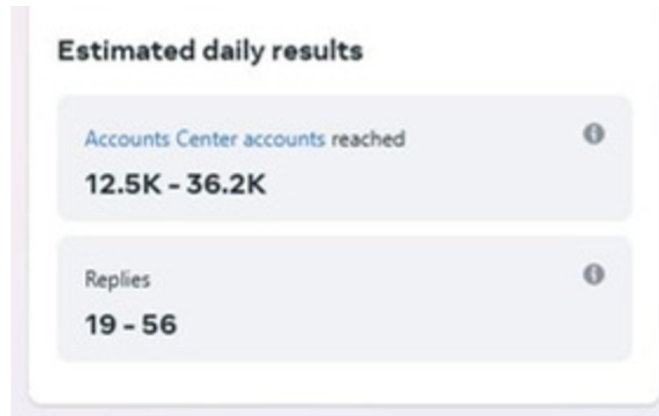 Estimated daily results
Accounts Center accounts reached
12.5K - 36.2K
Replies
19 - 56